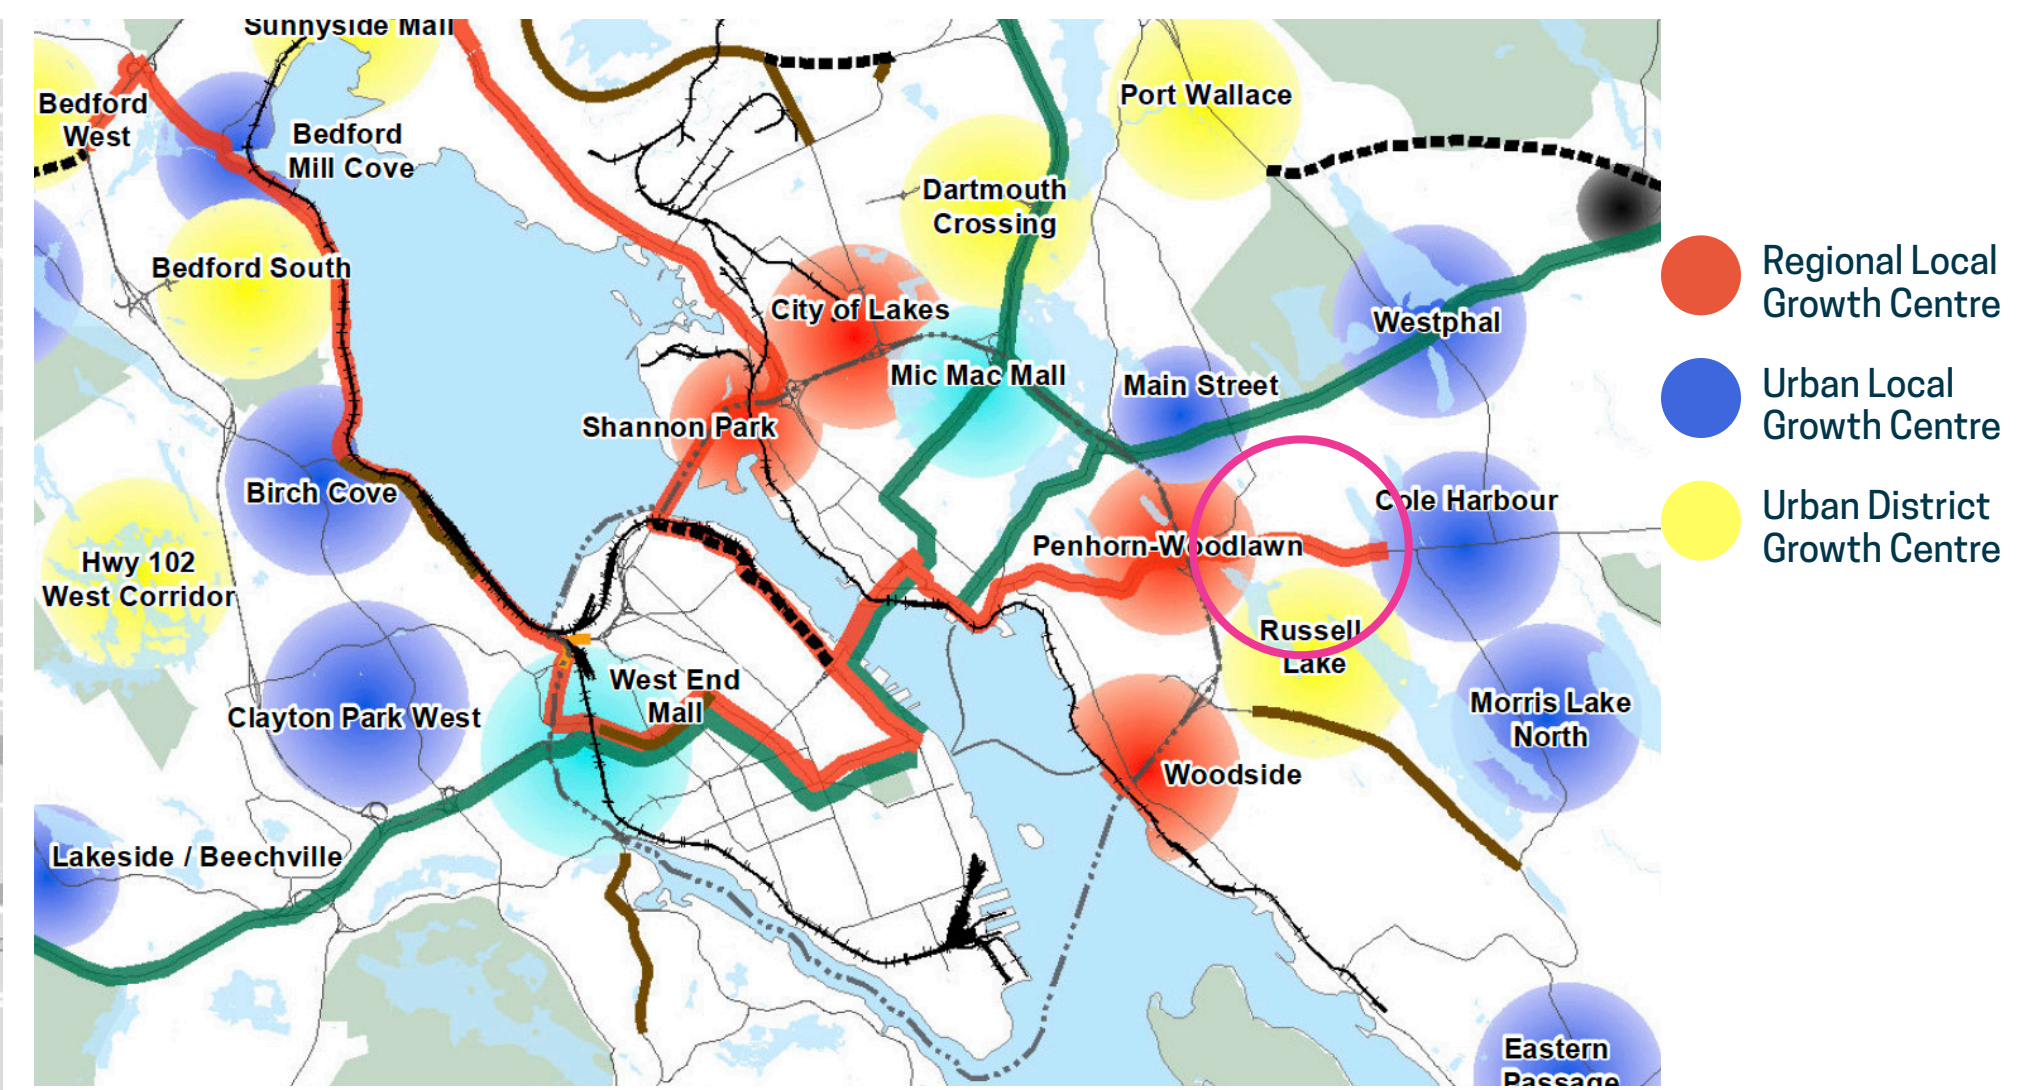 Sunnyside Mall
Bedford
West
Bedford
Mill Cove
Port Wallace
Dartmouth
Crossing
Bedford South
City of Lakes
Westphal
Mic Mac Mall
Main Street
Shannon Park
Birch Cove
Cole Harbour
Penhorn-Woodlawn
Hwy 102
West Corridor
Russell
Lake
West End
Mall
Clayton Park West
Morris Lake
North
Woodside
Lakeside / Beechville
Eastern
Passage
Regional Local
Growth Centre
Urban Local
Growth Centre
Urban District
Growth Centre